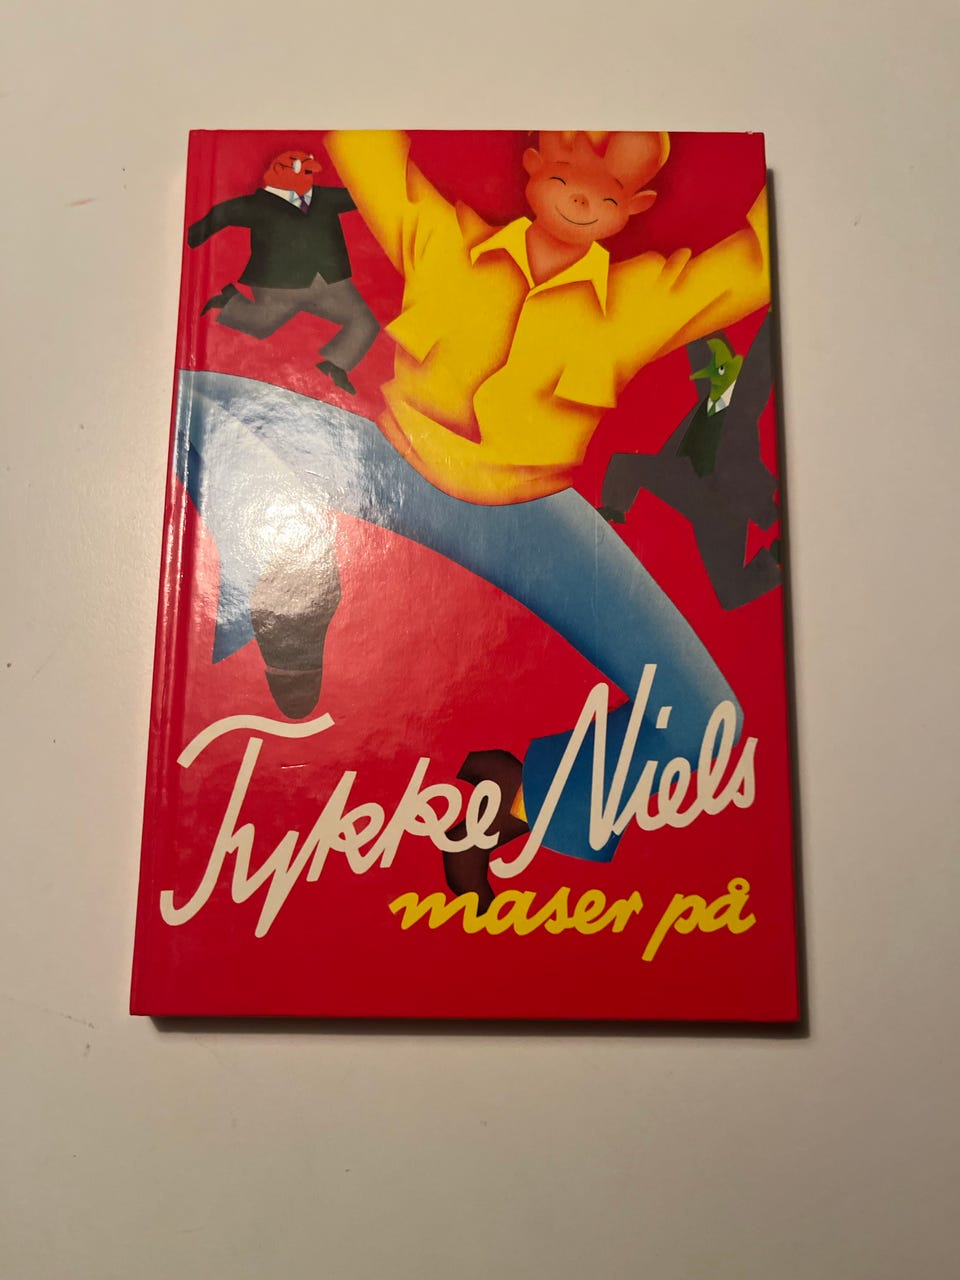 Tykke Niels
maser på